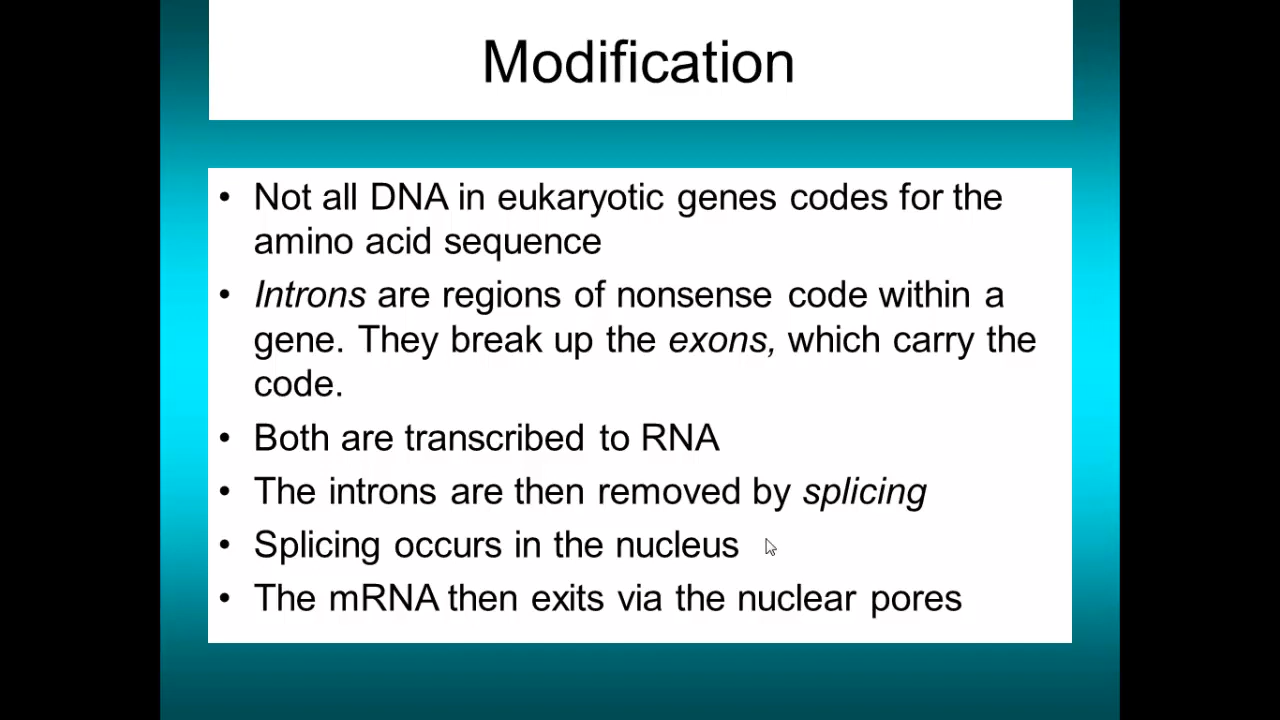 Modification
• Not all DNA in eukaryotic genes codes for the
amino acid sequence
• Introns are regions of nonsense code within a
gene. They break up the exons, which carry the
code.
• Both are transcribed to RNA
• The introns are then removed by splicing
• Splicing occurs in the nucleus
• The mRNA then exits via the nuclear pores